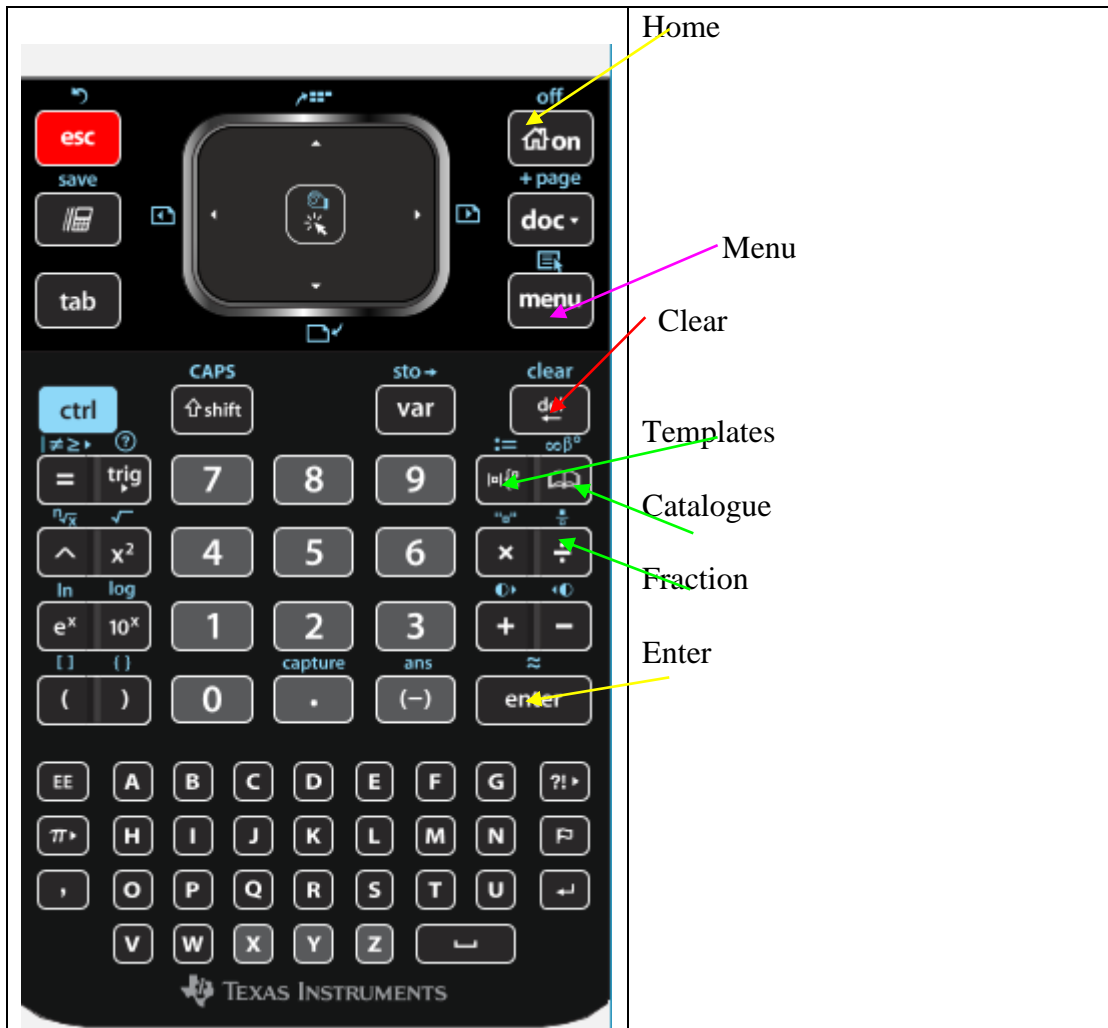 Home
off
esc
on
save
+ page
doc
Menu
tab
menu
Clear
CAPS
sto→
clear
ctrl
shift
var
del
Templates
|≠≥▸ ?
:= ∞β°
= trig 7 8 9
Catalogue
ⁿ√x √
"□"
^ x² 4 5 6 × ÷
Fraction
ln log
eˣ 10ˣ 1 2 3 + −
Enter
[ ] { }
capture
ans
≈
( ) 0 . (−) enter
EE A B C D E F G ?!▸
π▸ H I J K L M N
, O P Q R S T U ↵
V W X Y Z
TEXAS INSTRUMENTS